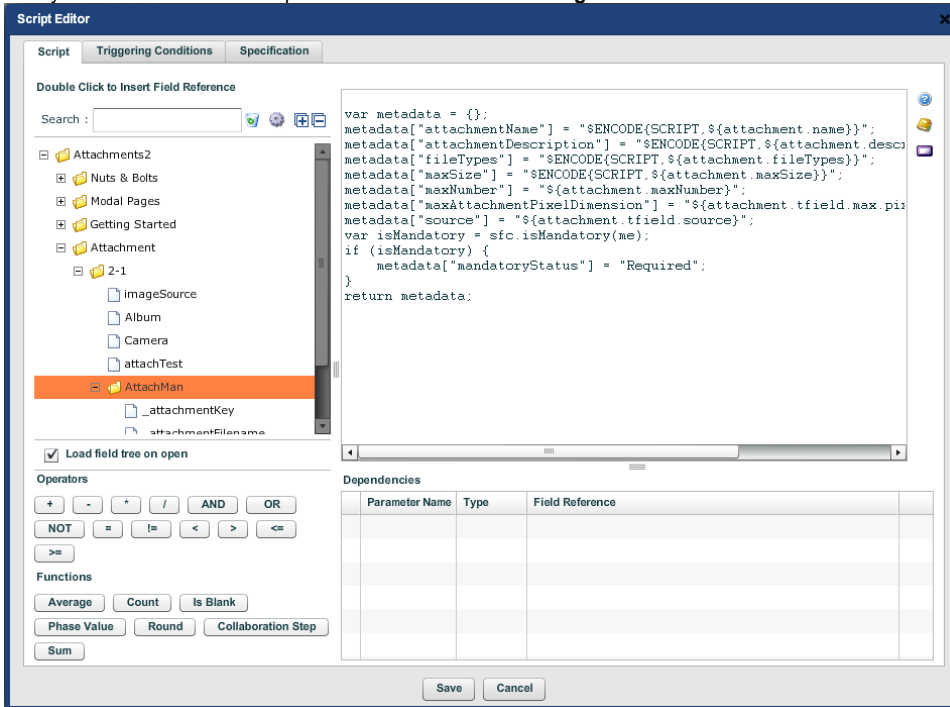 Script Editor
Script
Triggering Conditions
Specification
Double Click to Insert Field Reference
Search :
Attachments2
Nuts & Bolts
Modal Pages
Getting Started
Attachment
2-1
imageSource
Album
Camera
attachTest
AttachMan
_attachmentKey
_attachmentFilename
Load field tree on open
Operators
+ - * / AND OR
NOT = != < > <=
>=
Functions
Average Count Is Blank
Phase Value Round Collaboration Step
Sum
var metadata = {};
metadata["attachmentName"] = "$ENCODE{SCRIPT,${attachment.name}}";
metadata["attachmentDescription"] = "$ENCODE{SCRIPT,${attachment.descr
metadata["fileTypes"] = "$ENCODE{SCRIPT,${attachment.fileTypes}}";
metadata["maxSize"] = "$ENCODE{SCRIPT,${attachment.maxSize}}";
metadata["maxNumber"] = "${attachment.maxNumber}";
metadata["maxAttachmentPixelDimension"] = "${attachment.tfield.max.pix
metadata["source"] = "${attachment.tfield.source}";
var isMandatory = sfc.isMandatory(me);
if (isMandatory) {
    metadata["mandatoryStatus"] = "Required";
}
return metadata;
Dependencies
Parameter Name Type Field Reference
Save Cancel